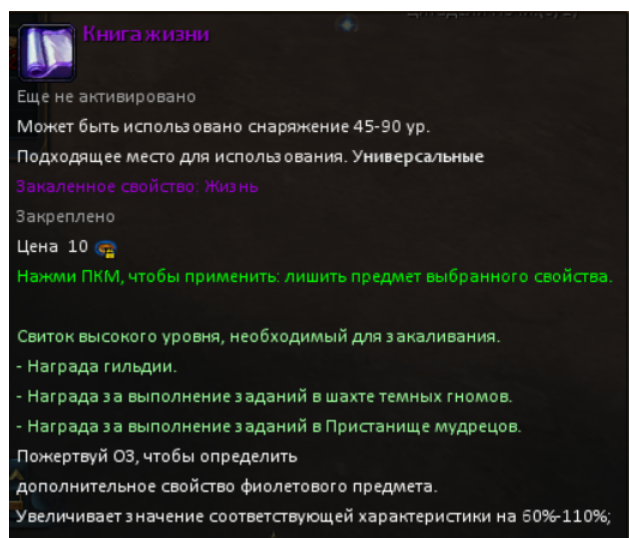 Книга жизни
Еще не активировано
Может быть использовано снаряжение 45-90 ур.
Подходящее место для использования. Универсальные
Закаленное свойство: Жизнь
Закреплено
Цена 10
Нажми ПКМ, чтобы применить: лишить предмет выбранного свойства.
Свиток высокого уровня, необходимый для закаливания.
- Награда гильдии.
- Награда за выполнение заданий в шахте темных гномов.
- Награда за выполнение заданий в Пристанище мудрецов.
Пожертвуй ОЗ, чтобы определить
дополнительное свойство фиолетового предмета.
Увеличивает значение соответствующей характеристики на 60%-110%;